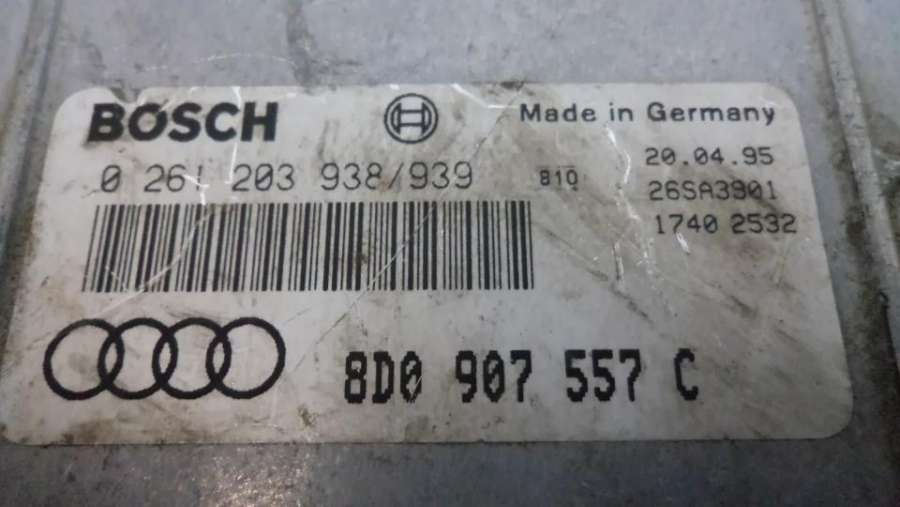 BOSCH
Made in Germany
0 261 203 938/939
810
20.04.95
26SA3901
1740 2532
8D0 907 557 C